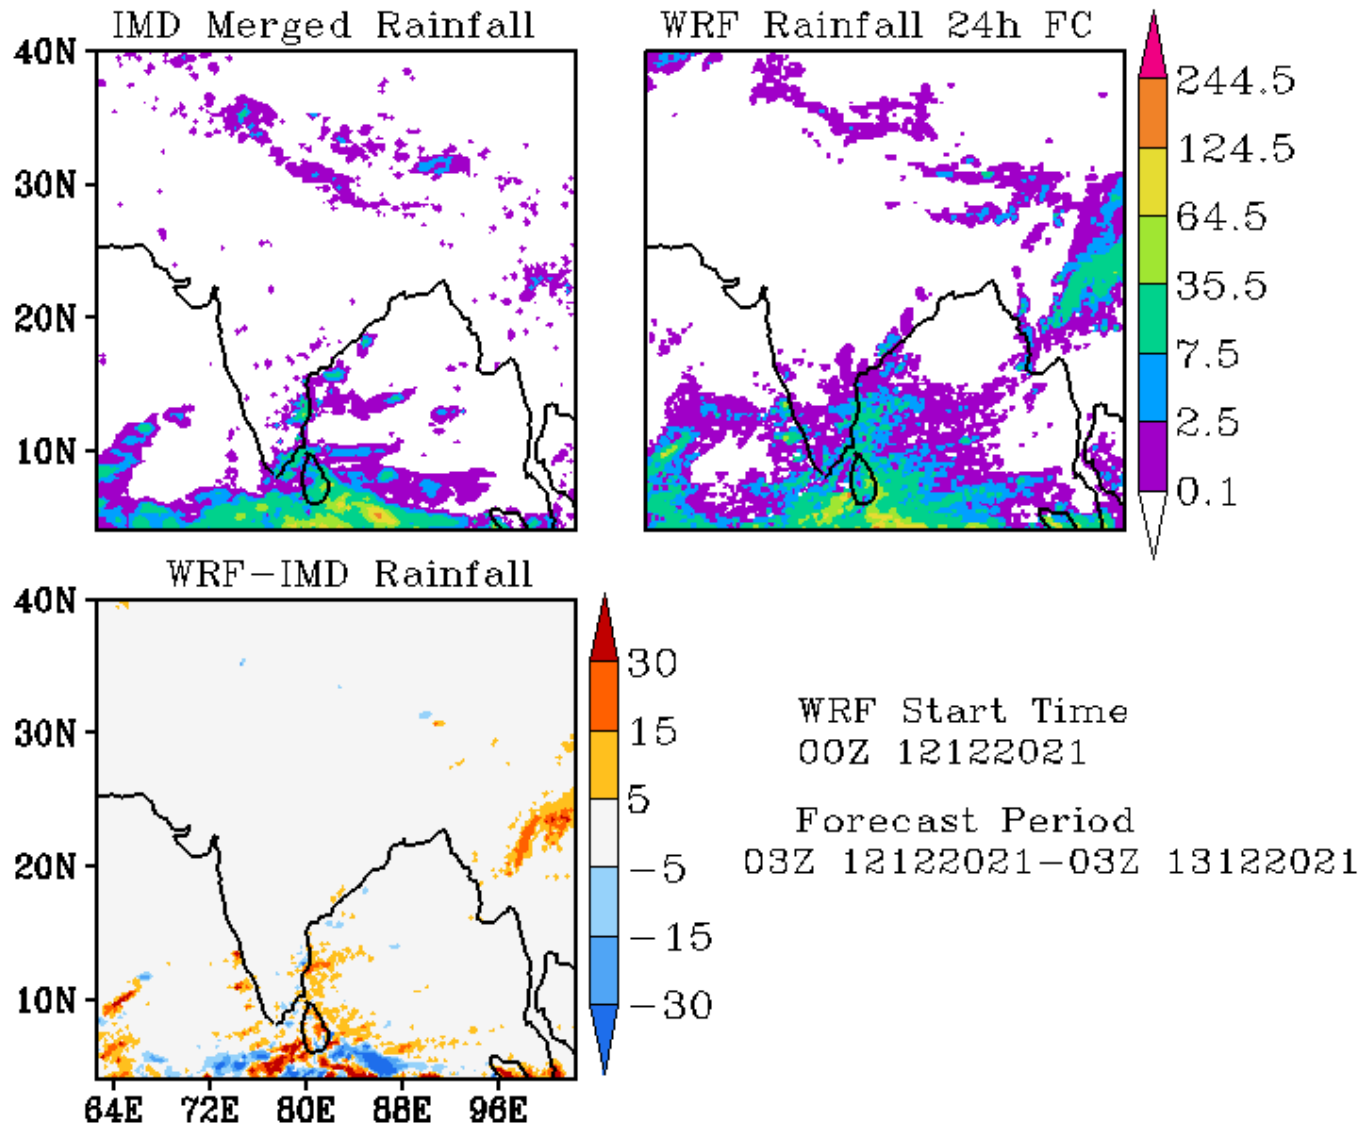 IMD Merged Rainfall
WRF Rainfall 24h FC
40N
30N
20N
10N
244.5
124.5
64.5
35.5
7.5
2.5
0.1
WRF-IMD Rainfall
40N
30N
20N
10N
64E 72E 80E 88E 96E
30
15
5
-5
-15
-30
WRF Start Time
00Z 12122021
Forecast Period
03Z 12122021-03Z 13122021